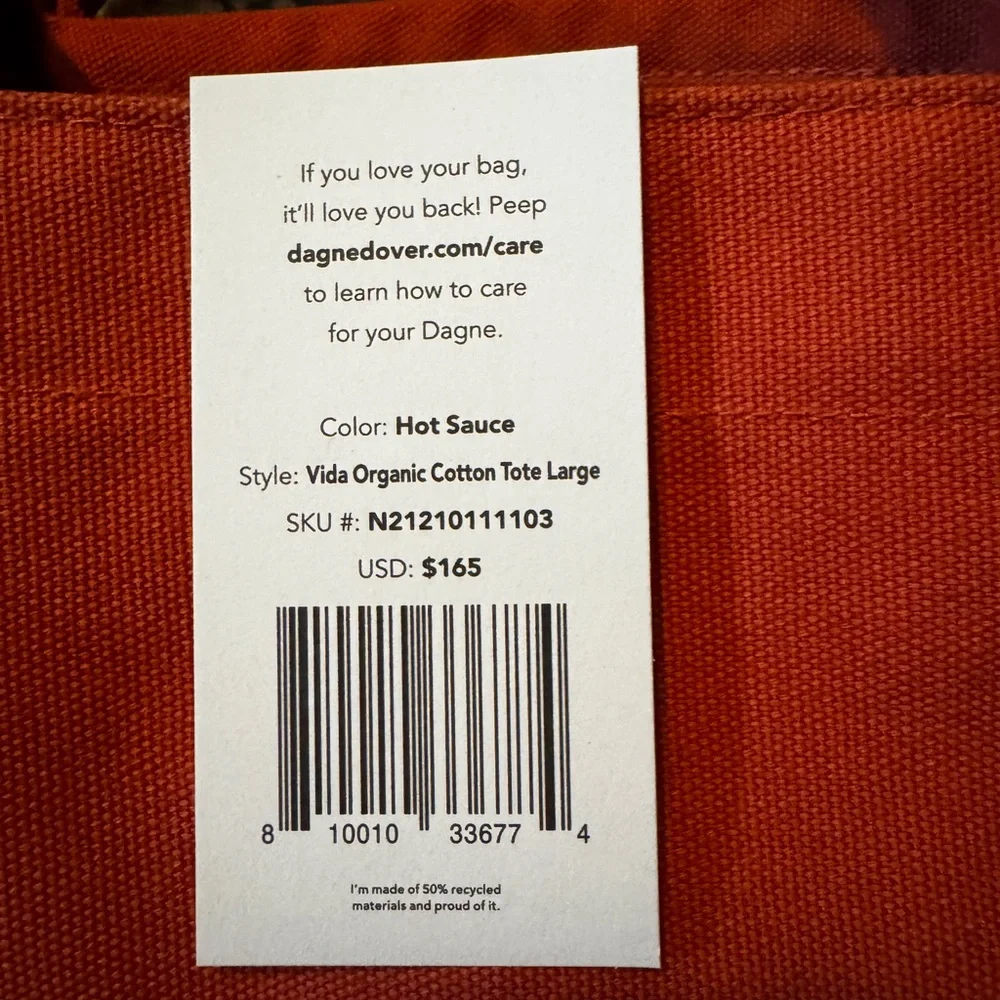 If you love your bag,
it'll love you back! Peep
dagnedover.com/care
to learn how to care
for your Dagne.
Color: Hot Sauce
Style: Vida Organic Cotton Tote Large
SKU #: N21210111103
USD: $165
8 10010 33677 4
I'm made of 50% recycled
materials and proud of it.